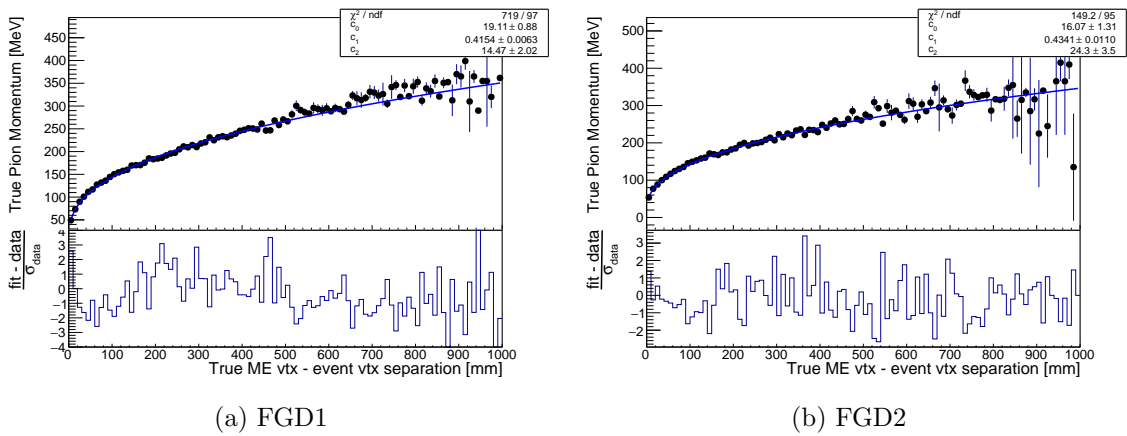 χ² / ndf 719 / 97
c₀ 19.11 ± 0.88
c₁ 0.4154 ± 0.0063
c₂ 14.47 ± 2.02
True Pion Momentum [MeV]
450
400
350
300
250
200
150
100
50
fit - data
σdata
4
3
2
1
0
−1
−2
−3
−4
0 100 200 300 400 500 600 700 800 900 1000
True ME vtx - event vtx separation [mm]
(a) FGD1
χ² / ndf 149.2 / 95
c₀ 16.07 ± 1.31
c₁ 0.4341 ± 0.0110
c₂ 24.3 ± 3.5
True Pion Momentum [MeV]
500
400
300
200
100
0
fit - data
σdata
3
2
1
0
−1
−2
0 100 200 300 400 500 600 700 800 900 1000
True ME vtx - event vtx separation [mm]
(b) FGD2